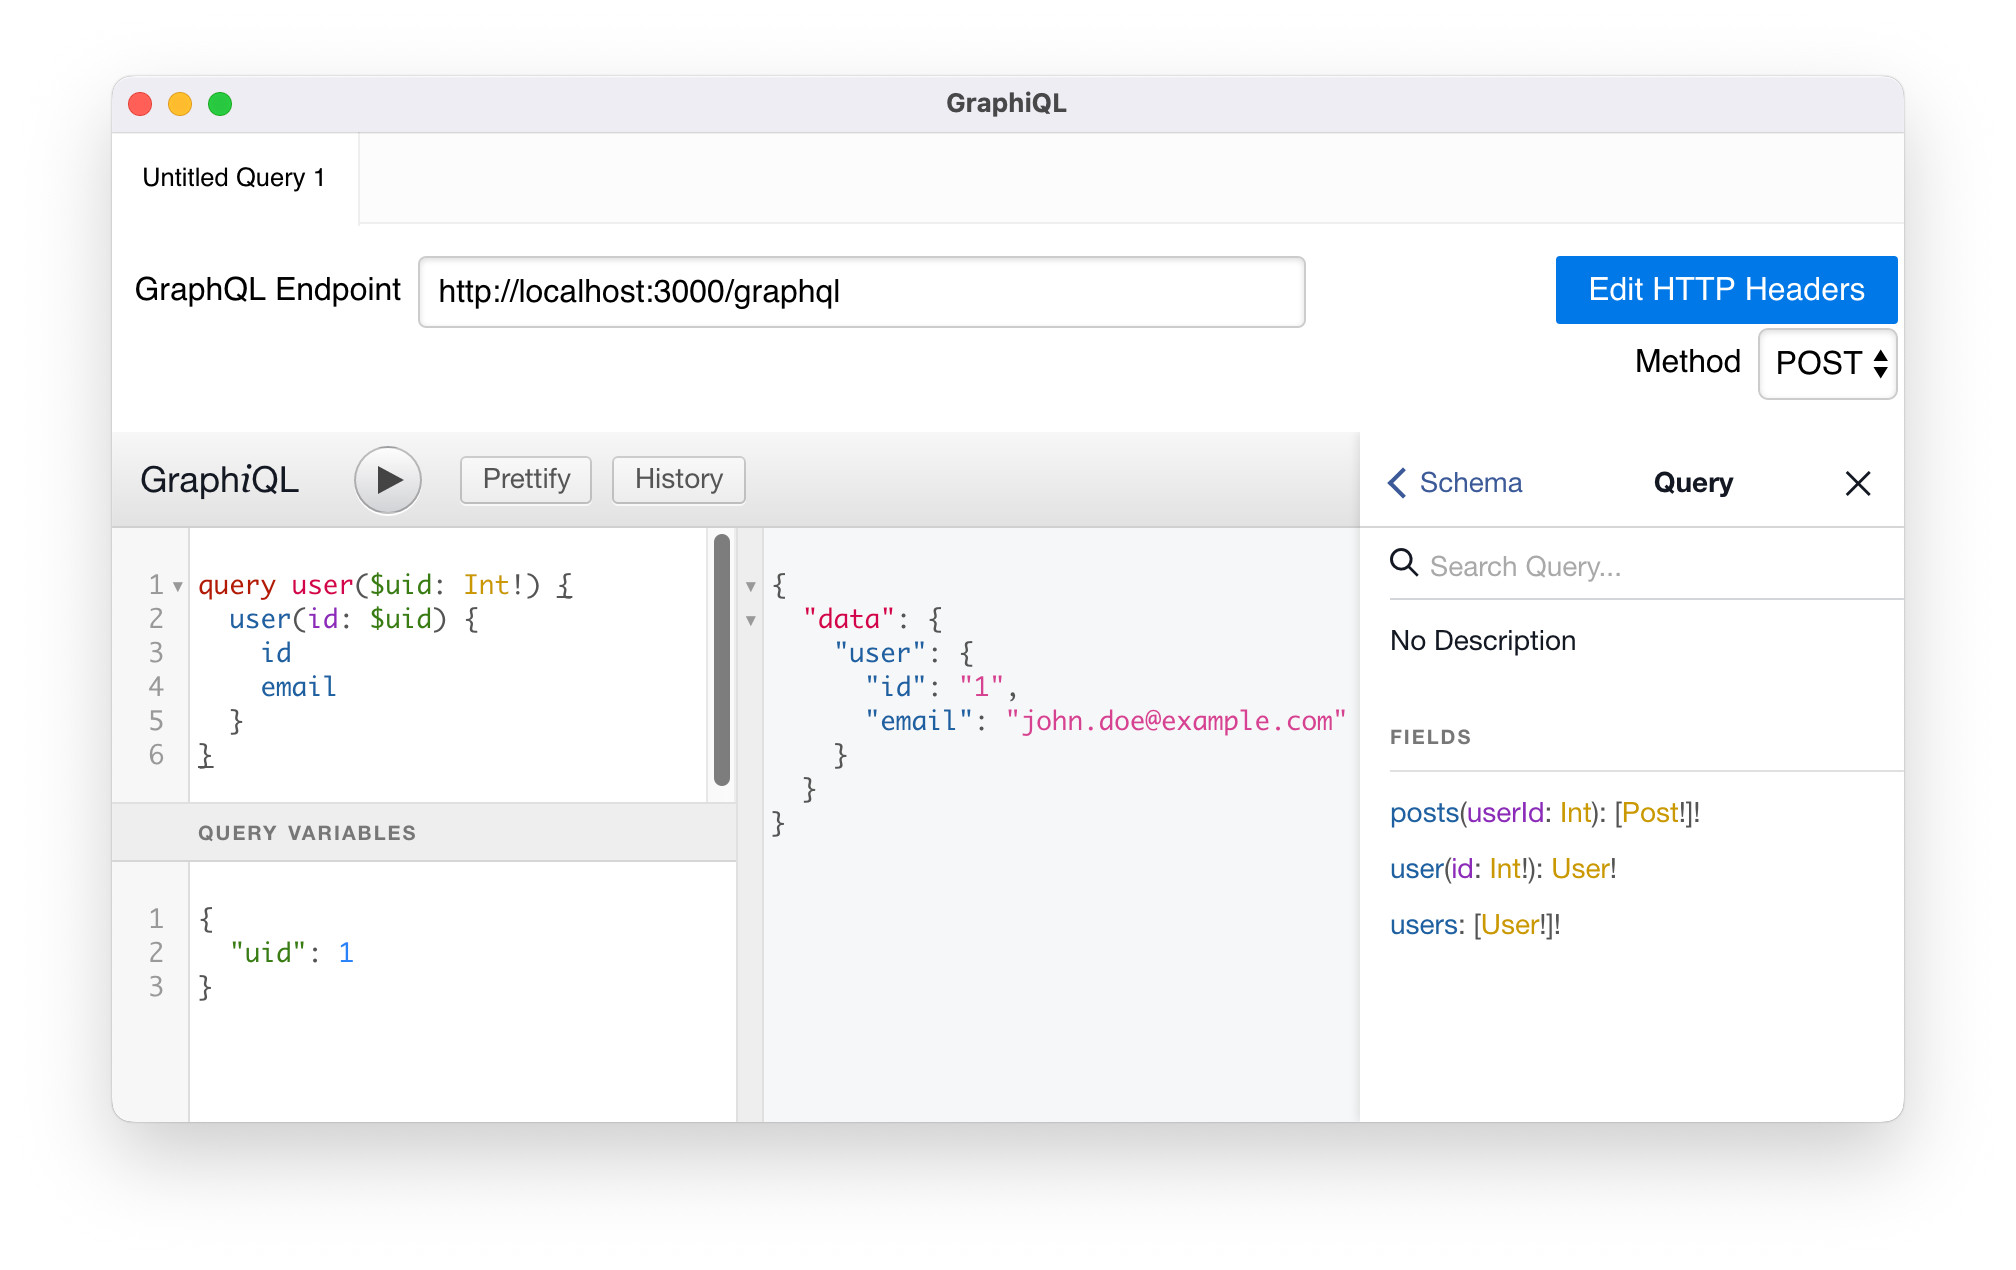 GraphiQL
Untitled Query 1
GraphQL Endpoint
http://localhost:3000/graphql
Edit HTTP Headers
Method
POST
GraphiQL
Prettify
History
1 query user($uid: Int!) {
2   user(id: $uid) {
3     id
4     email
5   }
6 }
QUERY VARIABLES
1 {
2   "uid": 1
3 }
{
  "data": {
    "user": {
      "id": "1",
      "email": "john.doe@example.com"
    }
  }
}
Schema
Query
Search Query...
No Description
FIELDS
posts(userId: Int): [Post!]!
user(id: Int!): User!
users: [User!]!